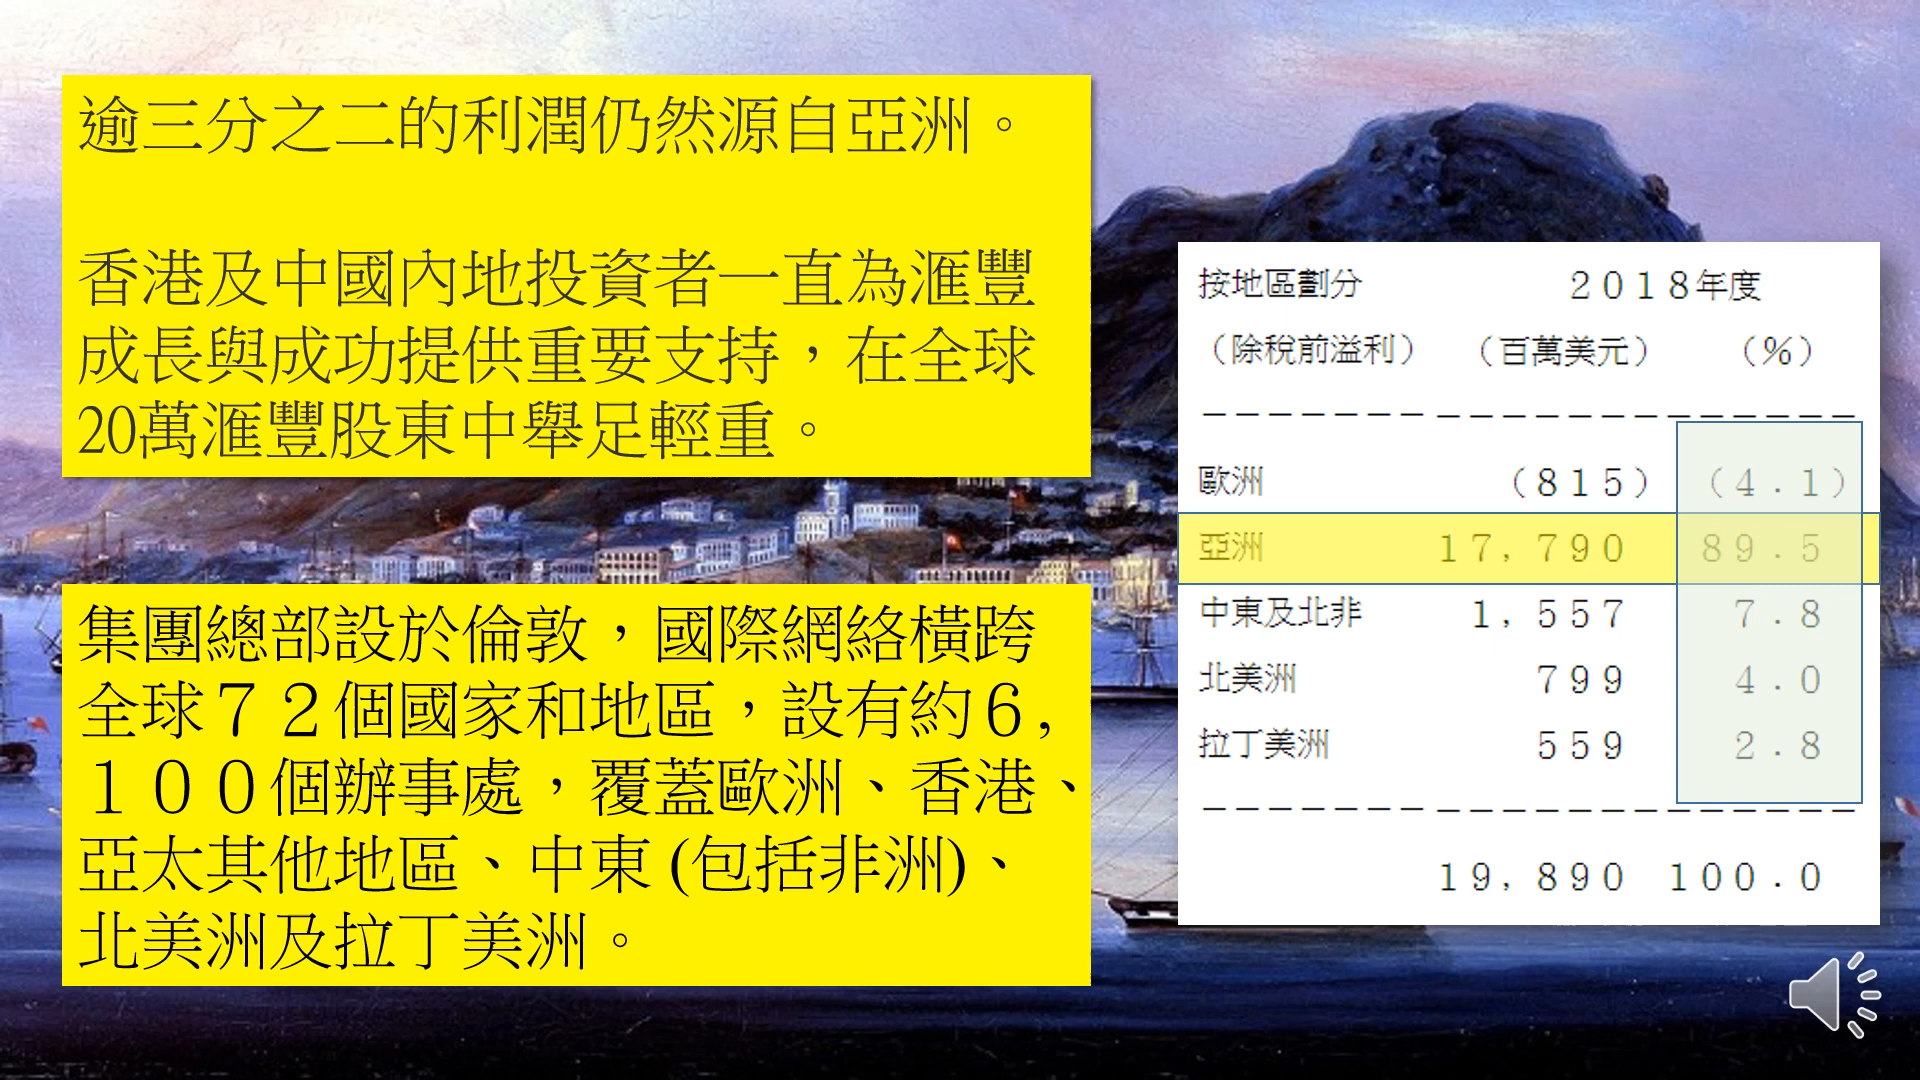 逾三分之二的利潤仍然源自亞洲。
香港及中國內地投資者一直為滙豐
成長與成功提供重要支持，在全球
20萬滙豐股東中舉足輕重。
集團總部設於倫敦，國際網絡橫跨
全球７２個國家和地區，設有約６,
１００個辦事處，覆蓋歐洲、香港、
亞太其他地區、中東 (包括非洲)、
北美洲及拉丁美洲。
按地區劃分 ２０１８年度
（除稅前溢利） （百萬美元） （％）
－－－－－－－－－－－－－－－－－－－－
歐洲 （８１５） （４．１）
亞洲 １７，７９０ ８９．５
中東及北非 １，５５７ ７．８
北美洲 ７９９ ４．０
拉丁美洲 ５５９ ２．８
－－－－－－－－－－－－－－－－－－－－
１９，８９０ １００．０